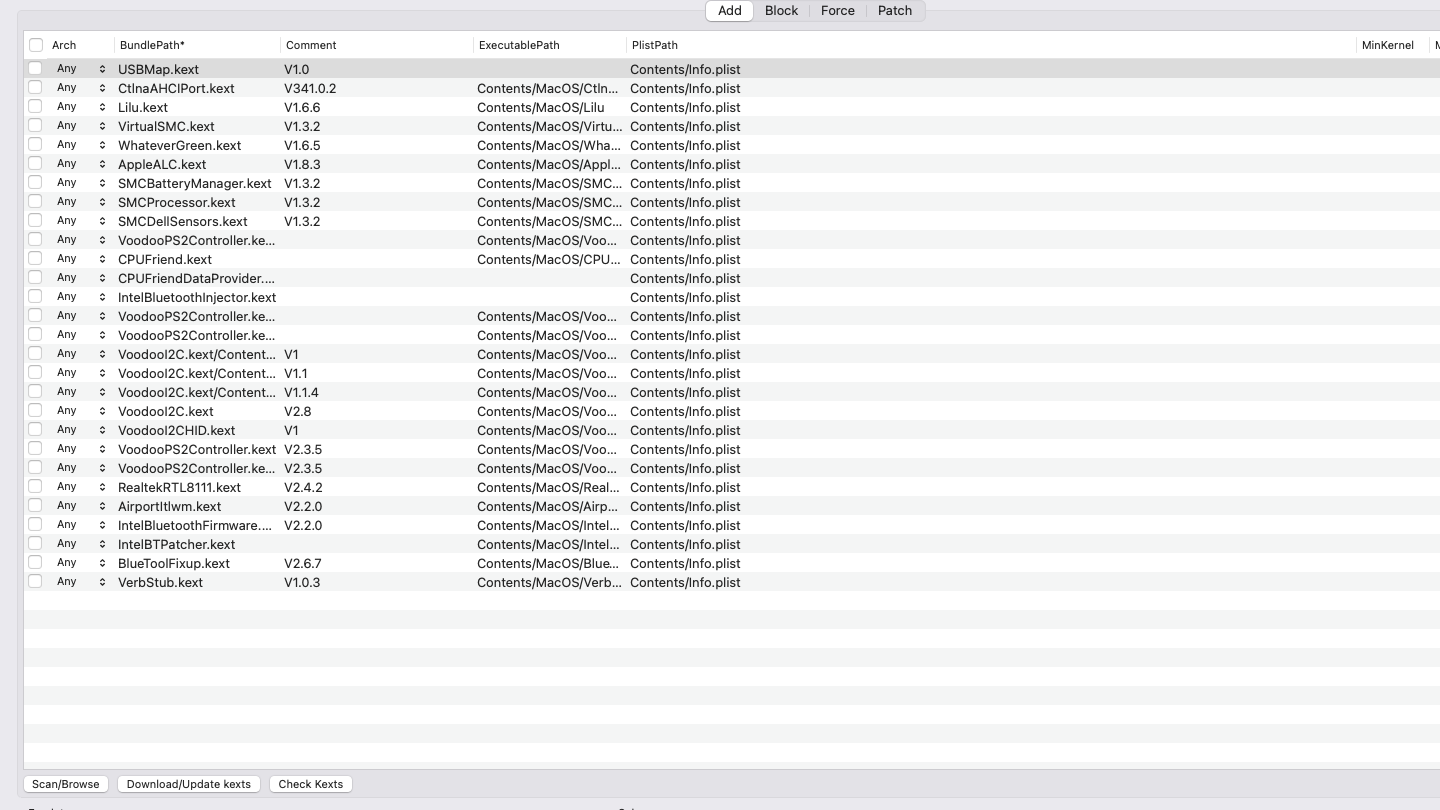 Add Block Force Patch
Arch BundlePath* Comment ExecutablePath PlistPath MinKernel
Any USBMap.kext V1.0 Contents/Info.plist
Any CtlnaAHCIPort.kext V341.0.2 Contents/MacOS/Ctln... Contents/Info.plist
Any Lilu.kext V1.6.6 Contents/MacOS/Lilu Contents/Info.plist
Any VirtualSMC.kext V1.3.2 Contents/MacOS/Virtu... Contents/Info.plist
Any WhateverGreen.kext V1.6.5 Contents/MacOS/Wha... Contents/Info.plist
Any AppleALC.kext V1.8.3 Contents/MacOS/Appl... Contents/Info.plist
Any SMCBatteryManager.kext V1.3.2 Contents/MacOS/SMC... Contents/Info.plist
Any SMCProcessor.kext V1.3.2 Contents/MacOS/SMC... Contents/Info.plist
Any SMCDellSensors.kext V1.3.2 Contents/MacOS/SMC... Contents/Info.plist
Any VoodooPS2Controller.ke... Contents/MacOS/Voo... Contents/Info.plist
Any CPUFriend.kext Contents/MacOS/CPU... Contents/Info.plist
Any CPUFriendDataProvider.... Contents/Info.plist
Any IntelBluetoothInjector.kext Contents/Info.plist
Any VoodooPS2Controller.ke... Contents/MacOS/Voo... Contents/Info.plist
Any VoodooPS2Controller.ke... Contents/MacOS/Voo... Contents/Info.plist
Any VoodooI2C.kext/Content... V1 Contents/MacOS/Voo... Contents/Info.plist
Any VoodooI2C.kext/Content... V1.1 Contents/MacOS/Voo... Contents/Info.plist
Any VoodooI2C.kext/Content... V1.1.4 Contents/MacOS/Voo... Contents/Info.plist
Any VoodooI2C.kext V2.8 Contents/MacOS/Voo... Contents/Info.plist
Any VoodooI2CHID.kext V1 Contents/MacOS/Voo... Contents/Info.plist
Any VoodooPS2Controller.kext V2.3.5 Contents/MacOS/Voo... Contents/Info.plist
Any VoodooPS2Controller.ke... V2.3.5 Contents/MacOS/Voo... Contents/Info.plist
Any RealtekRTL8111.kext V2.4.2 Contents/MacOS/Real... Contents/Info.plist
Any AirportItlwm.kext V2.2.0 Contents/MacOS/Airp... Contents/Info.plist
Any IntelBluetoothFirmware.... V2.2.0 Contents/MacOS/Intel... Contents/Info.plist
Any IntelBTPatcher.kext Contents/MacOS/Intel... Contents/Info.plist
Any BlueToolFixup.kext V2.6.7 Contents/MacOS/Blue... Contents/Info.plist
Any VerbStub.kext V1.0.3 Contents/MacOS/Verb... Contents/Info.plist
Scan/Browse Download/Update kexts Check Kexts